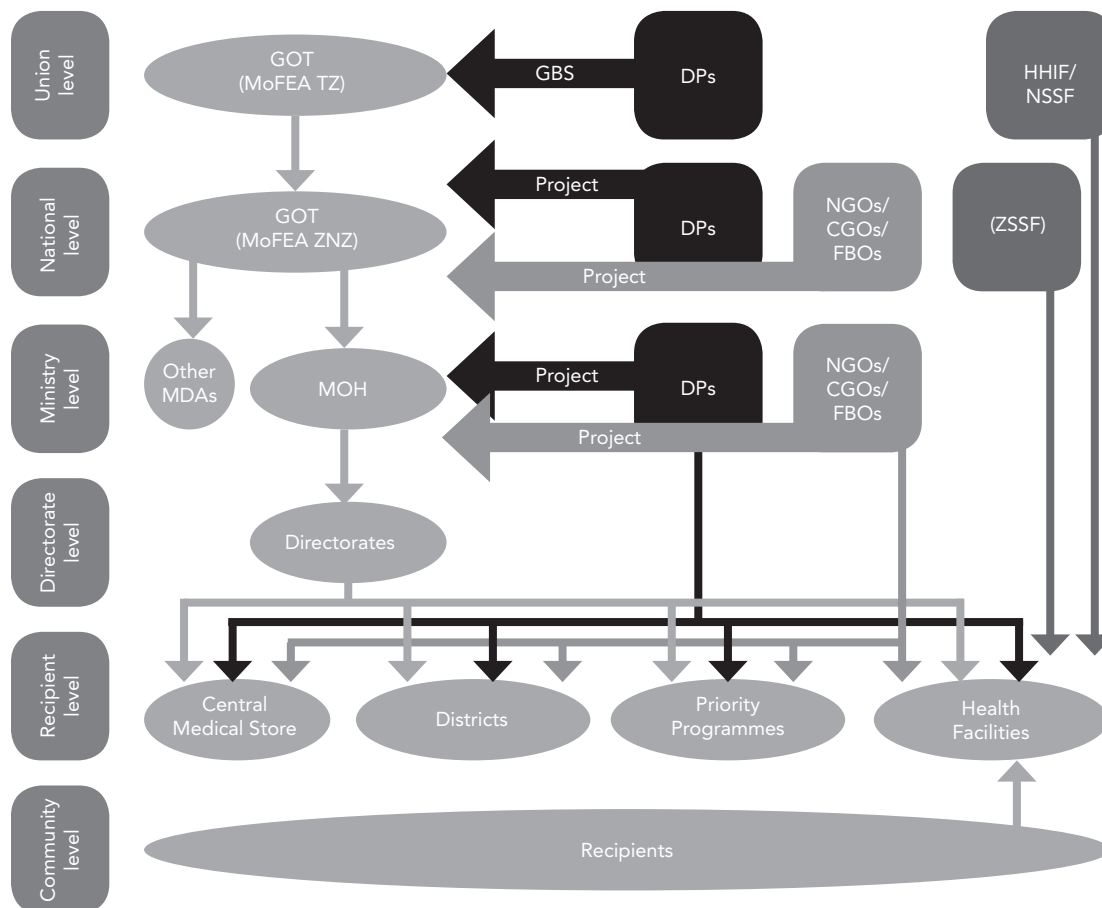 Union
level
GOT
(MoFEA TZ)
GBS
DPs
HHIF/
NSSF
National
level
GOT
(MoFEA ZNZ)
Project
DPs
Project
NGOs/
CGOs/
FBOs
(ZSSF)
Ministry
level
Other
MDAs
MOH
Project
DPs
Project
NGOs/
CGOs/
FBOs
Directorate
level
Directorates
Recipient
level
Central
Medical Store
Districts
Priority
Programmes
Health
Facilities
Community
level
Recipients